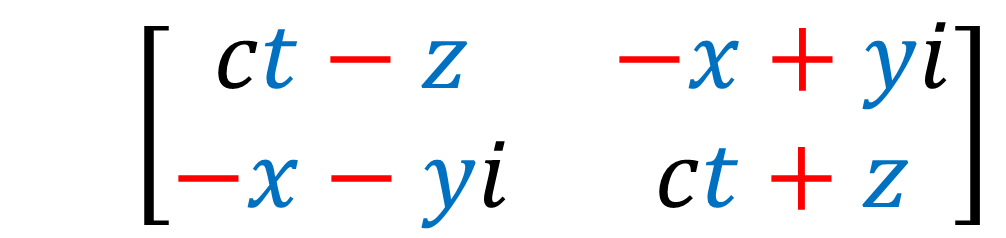 ct − z −x + yi
−x − yi ct + z